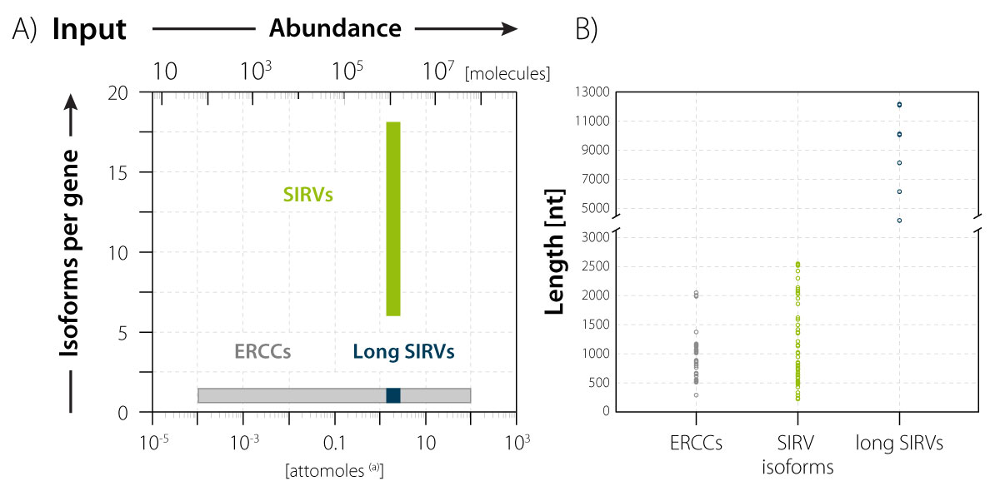 A) Input Abundance
10 10³ 10⁵ 10⁷ [molecules]
Isoforms per gene
20
15
10
5
0
SIRVs
ERCCs Long SIRVs
10⁻⁵ 10⁻³ 0.1 10 10³
[attomoles ⁽ᵃ⁾]
B)
Length [nt]
13000
11000
9000
7000
5000
3000
2500
2000
1500
1000
500
0
ERCCs SIRV long SIRVs
isoforms